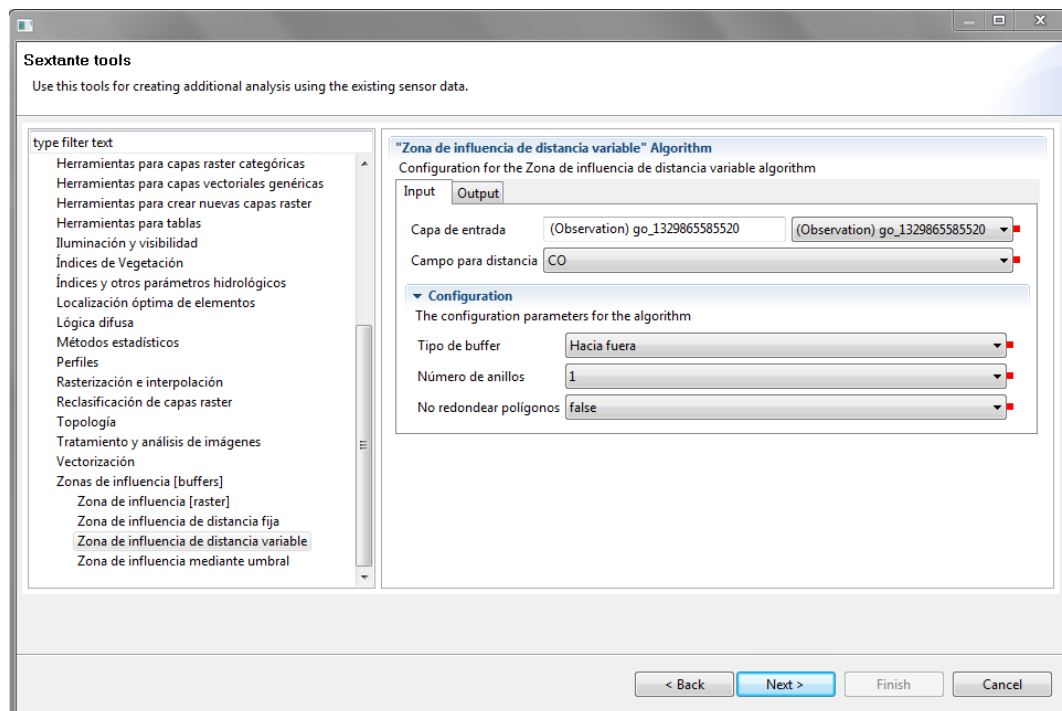 Sextante tools
Use this tools for creating additional analysis using the existing sensor data.
type filter text
Herramientas para capas raster categóricas
Herramientas para capas vectoriales genéricas
Herramientas para crear nuevas capas raster
Herramientas para tablas
Iluminación y visibilidad
Índices de Vegetación
Índices y otros parámetros hidrológicos
Localización óptima de elementos
Lógica difusa
Métodos estadísticos
Perfiles
Rasterización e interpolación
Reclasificación de capas raster
Topología
Tratamiento y análisis de imágenes
Vectorización
Zonas de influencia [buffers]
Zona de influencia [raster]
Zona de influencia de distancia fija
Zona de influencia de distancia variable
Zona de influencia mediante umbral
"Zona de influencia de distancia variable" Algorithm
Configuration for the Zona de influencia de distancia variable algorithm
Input Output
Capa de entrada (Observation) go_1329865585520 (Observation) go_1329865585520
Campo para distancia CO
Configuration
The configuration parameters for the algorithm
Tipo de buffer Hacia fuera
Número de anillos 1
No redondear polígonos false
< Back Next > Finish Cancel